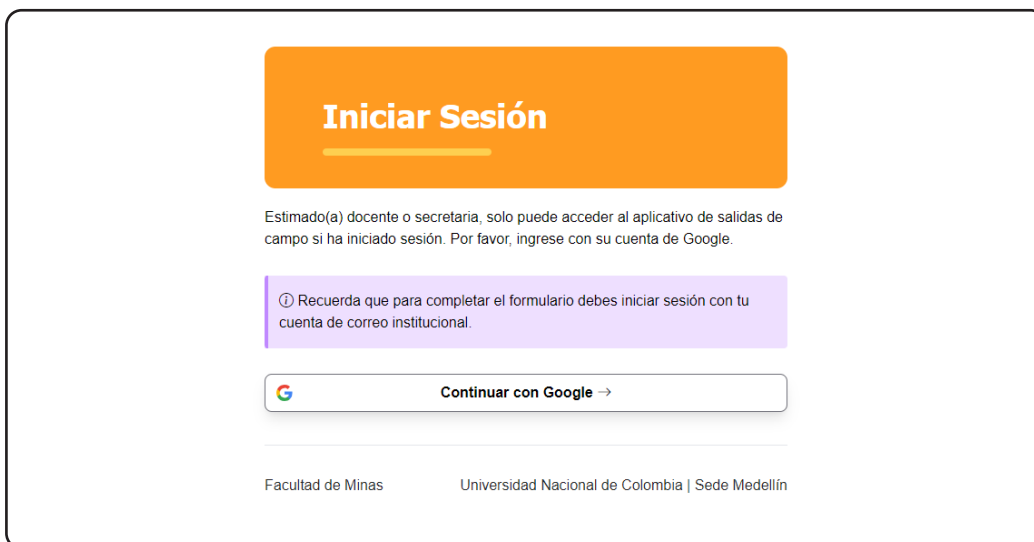 Iniciar Sesión
Estimado(a) docente o secretaria, solo puede acceder al aplicativo de salidas de
campo si ha iniciado sesión. Por favor, ingrese con su cuenta de Google.
Recuerda que para completar el formulario debes iniciar sesión con tu
cuenta de correo institucional.
Continuar con Google →
Facultad de Minas Universidad Nacional de Colombia | Sede Medellín